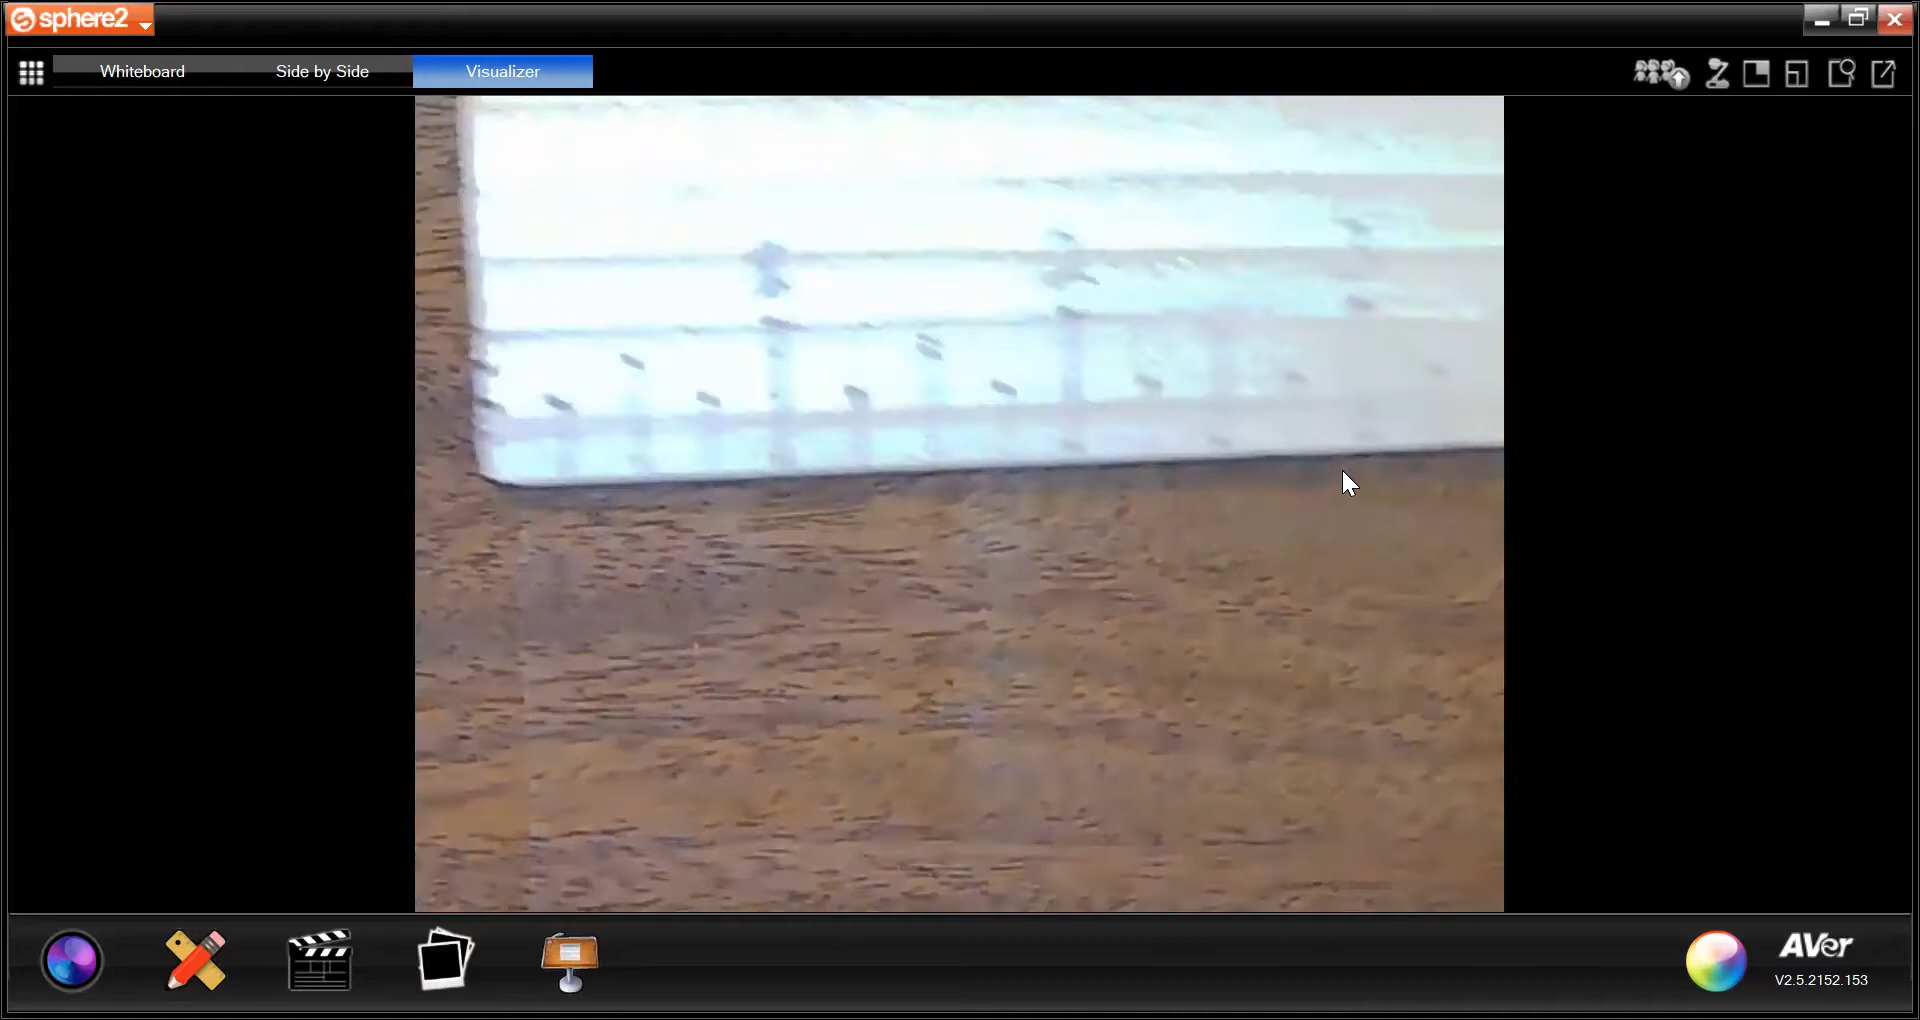 sphere2
Whiteboard
Side by Side
Visualizer
AVer
V2.5.2152.153